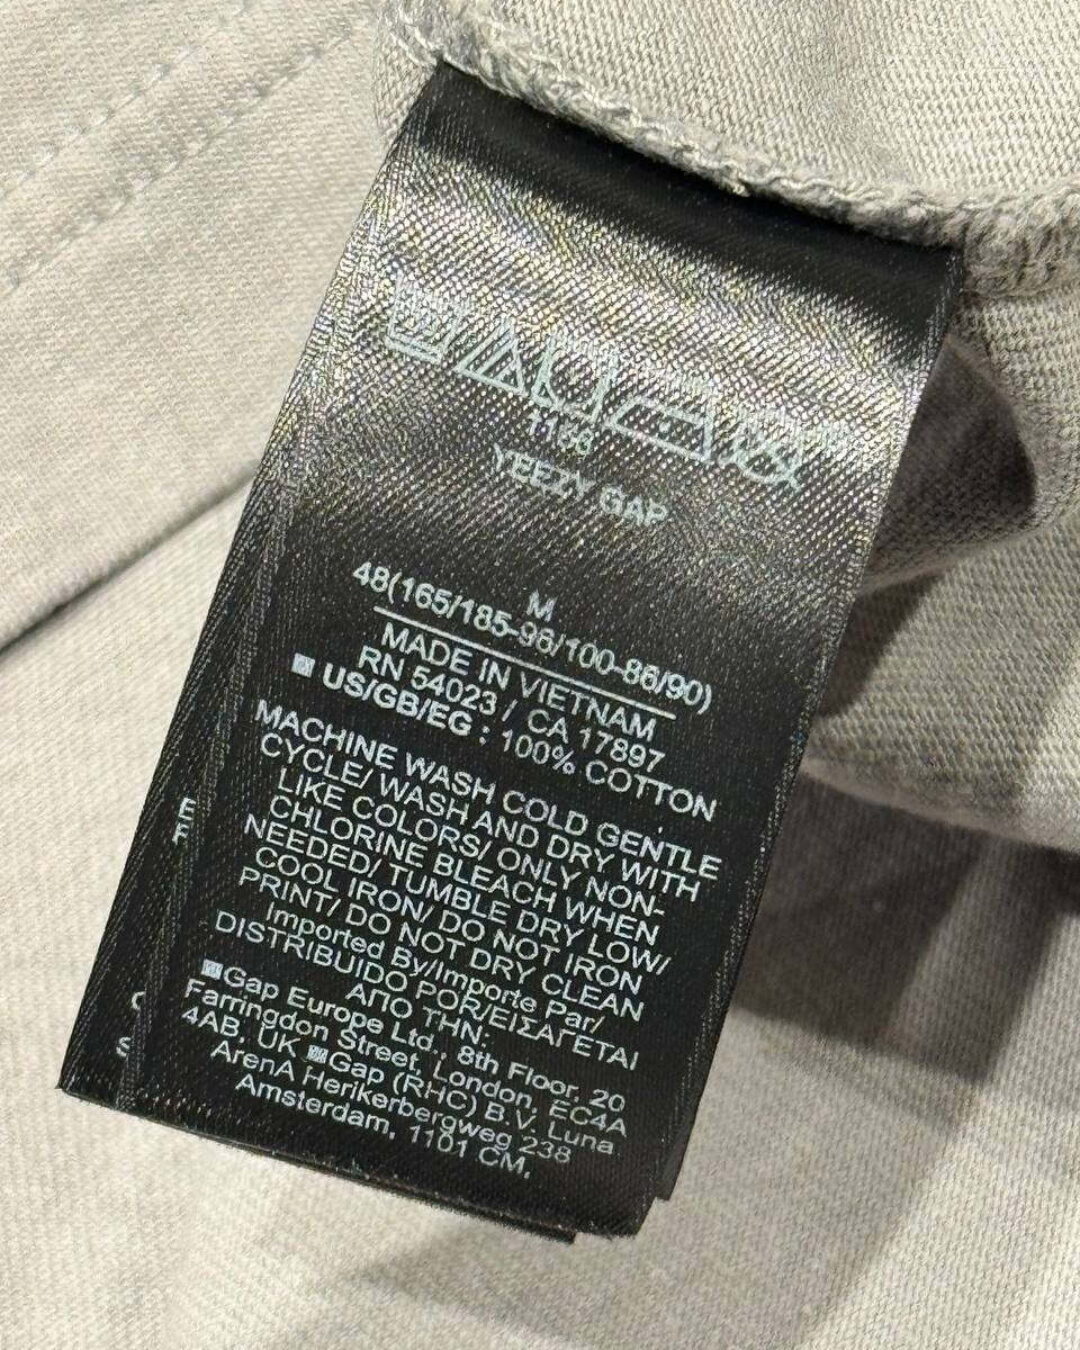 YEEZY GAP
M
48(165/185-96/100-86/90)
MADE IN VIETNAM
RN 54023 / CA 17897
US/GB/EG : 100% COTTON
MACHINE WASH COLD GENTLE
CYCLE/ WASH AND DRY WITH
LIKE COLORS/ ONLY NON-
CHLORINE BLEACH WHEN
NEEDED/ TUMBLE DRY LOW/
COOL IRON/ DO NOT IRON
PRINT/ DO NOT DRY CLEAN
Imported By/Importe Par/
DISTRIBUIDO POR/ΕΙΣΑΓΕΤΑΙ
ΑΠΟ ΤΗΝ:
Gap Europe Ltd., 8th Floor, 20
Farringdon Street, London, EC4A
4AB, UK Gap (RHC) B.V. Luna
ArenA Herikerbergweg 238
Amsterdam, 1101 CM.